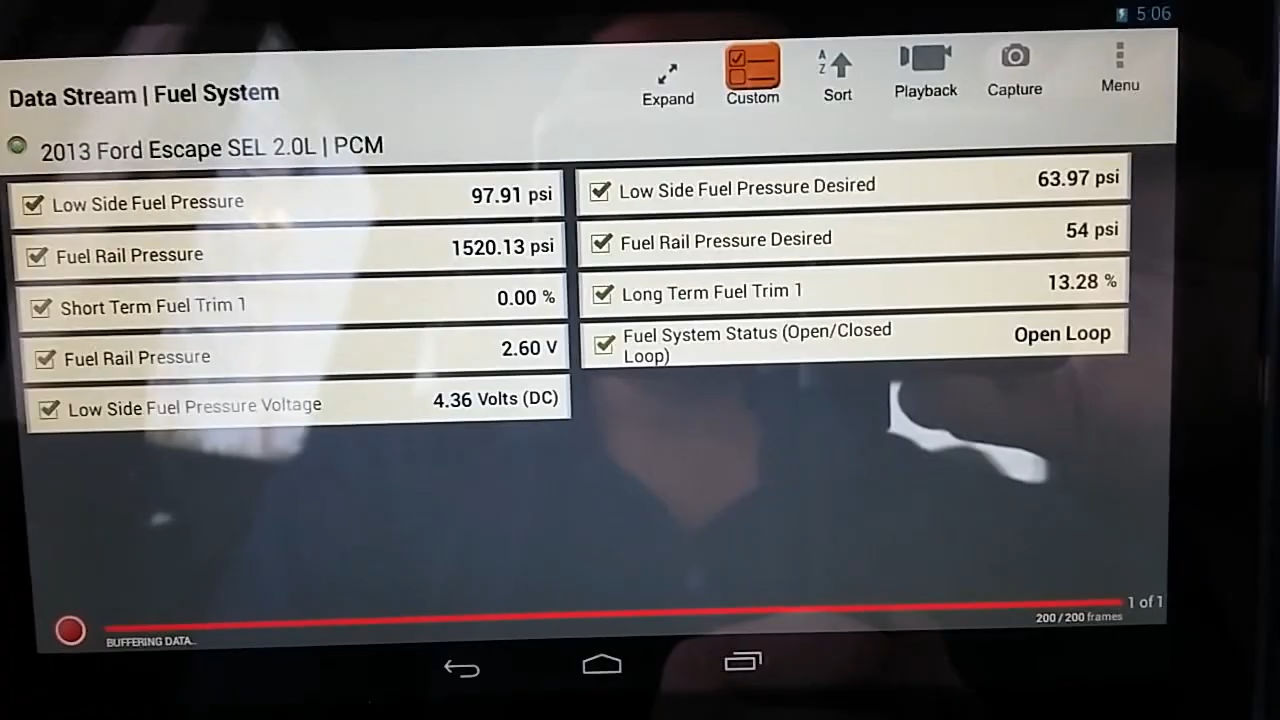 5:06
Data Stream | Fuel System
Expand
Custom
A
Z
Sort
Playback
Capture
Menu
2013 Ford Escape SEL 2.0L | PCM
Low Side Fuel Pressure 97.91 psi
Low Side Fuel Pressure Desired 63.97 psi
Fuel Rail Pressure 1520.13 psi
Fuel Rail Pressure Desired 54 psi
Short Term Fuel Trim 1 0.00 %
Long Term Fuel Trim 1 13.28 %
Fuel Rail Pressure 2.60 V
Fuel System Status (Open/Closed
Loop) Open Loop
Low Side Fuel Pressure Voltage 4.36 Volts (DC)
1 of 1
BUFFERING DATA..
200 / 200 frames